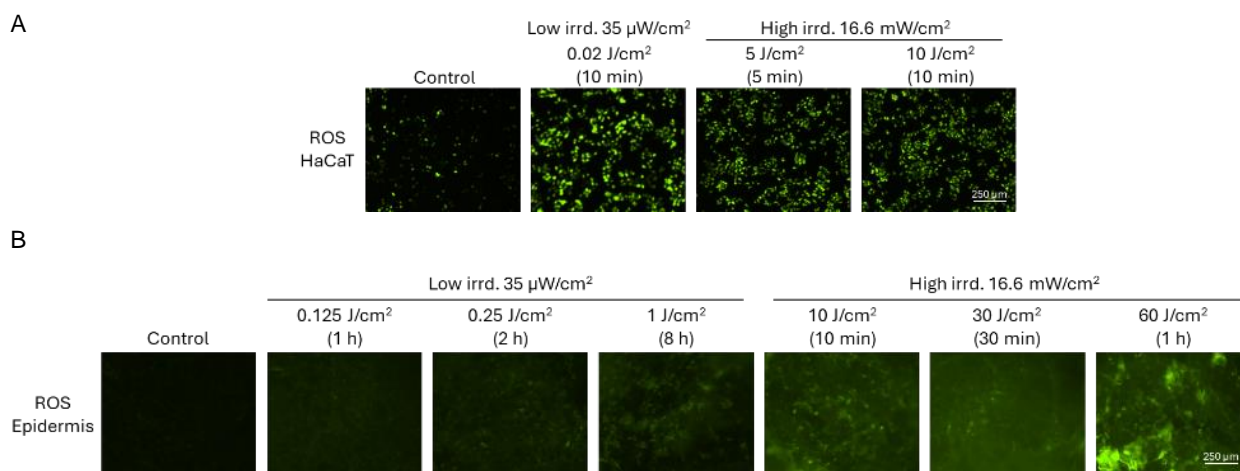 A
Low irrd. 35 µW/cm²
High irrd. 16.6 mW/cm²
Control
0.02 J/cm²
(10 min)
5 J/cm²
(5 min)
10 J/cm²
(10 min)
ROS
HaCaT
250 µm
B
Low irrd. 35 µW/cm²
High irrd. 16.6 mW/cm²
Control
0.125 J/cm²
(1 h)
0.25 J/cm²
(2 h)
1 J/cm²
(8 h)
10 J/cm²
(10 min)
30 J/cm²
(30 min)
60 J/cm²
(1 h)
ROS
Epidermis
250 µm